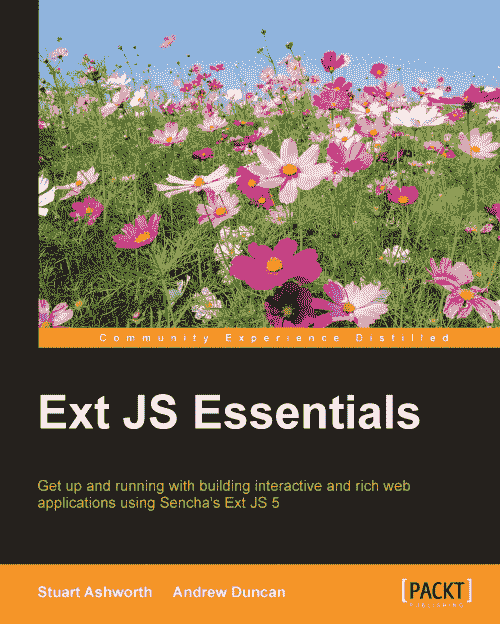 Community Experience Distilled
Ext JS Essentials
Get up and running with building interactive and rich web
applications using Sencha's Ext JS 5
Stuart Ashworth Andrew Duncan
[PACKT]
PUBLISHING